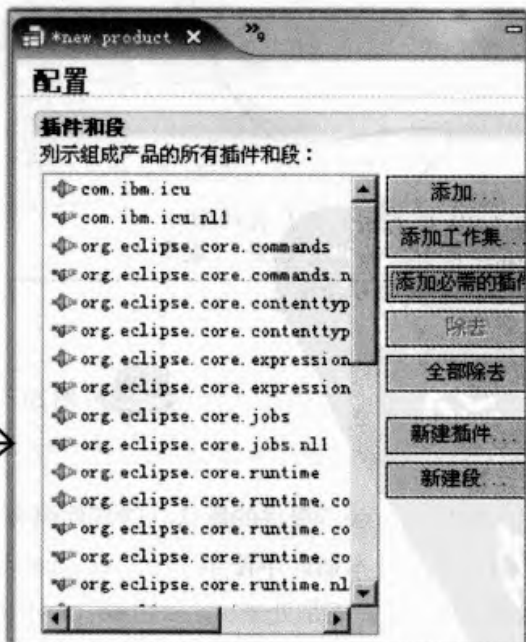 *new.product
»9
配置
插件和段
列示组成产品的所有插件和段：
com.ibm.icu
com.ibm.icu.nl1
org.eclipse.core.commands
org.eclipse.core.commands.n
org.eclipse.core.contenttyp
org.eclipse.core.contenttyp
org.eclipse.core.expression
org.eclipse.core.expression
org.eclipse.core.jobs
org.eclipse.core.jobs.nl1
org.eclipse.core.runtime
org.eclipse.core.runtime.co
org.eclipse.core.runtime.co
org.eclipse.core.runtime.co
org.eclipse.core.runtime.nl
添加...
添加工作集...
添加必需的插件
除去
全部除去
新建插件...
新建段...